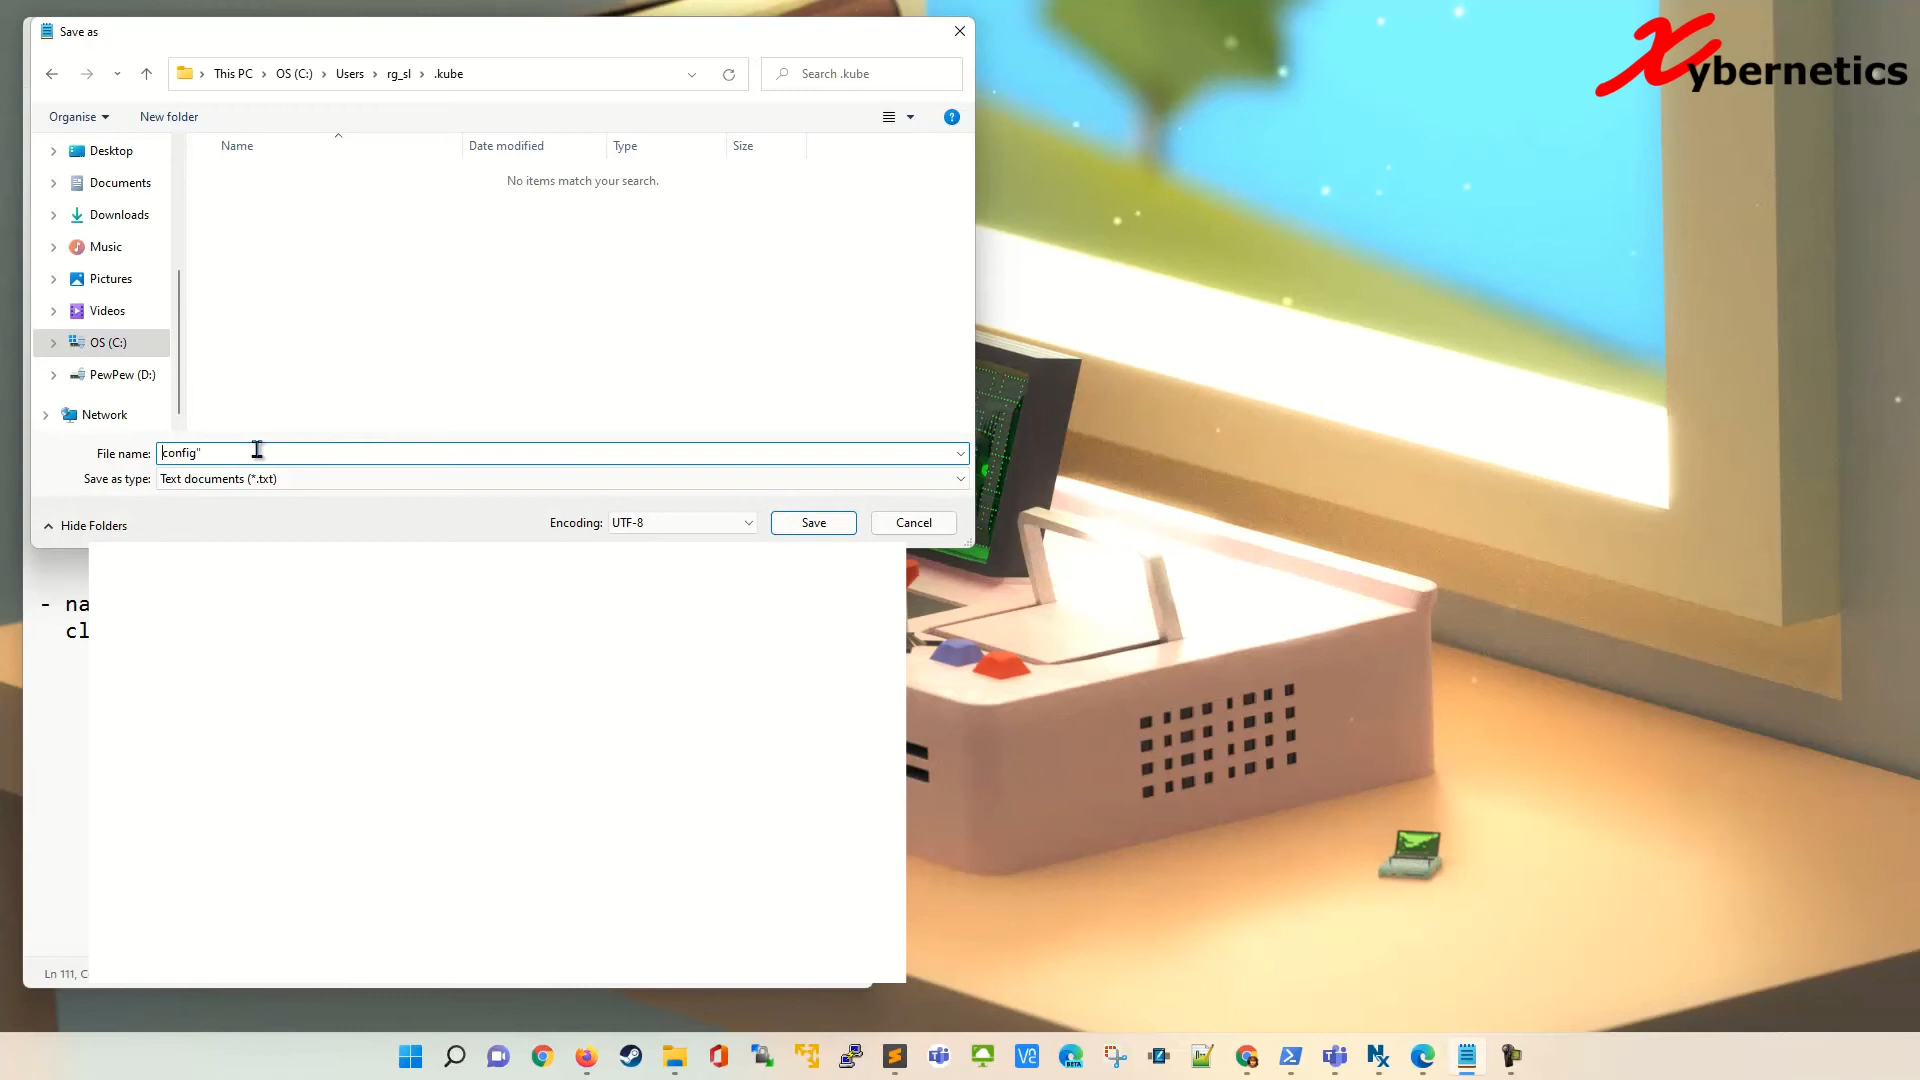 Save as
This PC > OS (C:) > Users > rg_sl > .kube
Search .kube
Xybernetics
Organise
New folder
Name
Date modified
Type
Size
No items match your search.
Desktop
Documents
Downloads
Music
Pictures
Videos
OS (C:)
PewPew (D:)
Network
File name:
config"
Save as type:
Text documents (*.txt)
Hide Folders
Encoding:
UTF-8
Save
Cancel
- na
cl
Ln 111, C
V2
BETA